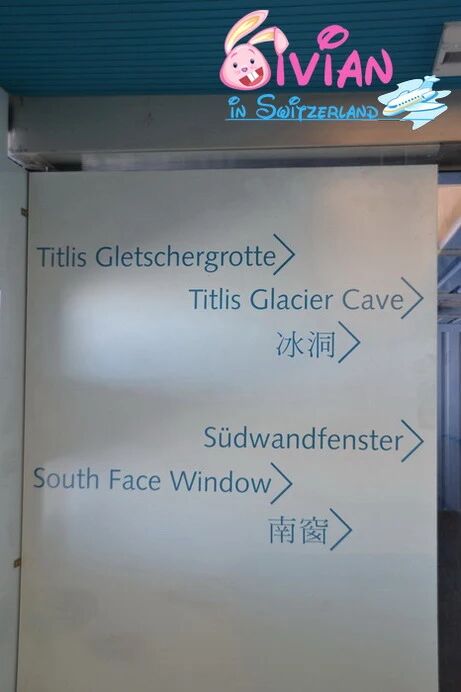 Vivian
in Switzerland
Titlis Gletschergrotte
Titlis Glacier Cave
冰洞
Südwandfenster
South Face Window
南窗